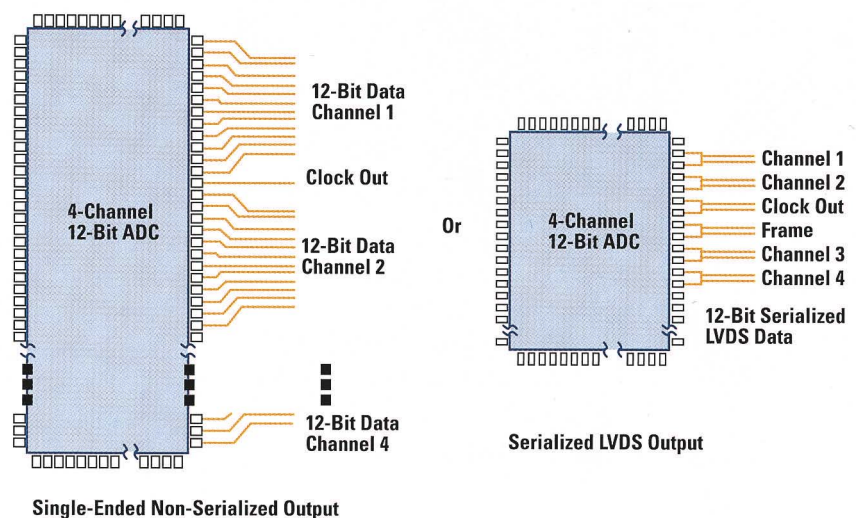 12-Bit Data
Channel 1
Clock Out
4-Channel
12-Bit ADC
12-Bit Data
Channel 2
12-Bit Data
Channel 4
Single-Ended Non-Serialized Output
Or
4-Channel
12-Bit ADC
Channel 1
Channel 2
Clock Out
Frame
Channel 3
Channel 4
12-Bit Serialized
LVDS Data
Serialized LVDS Output